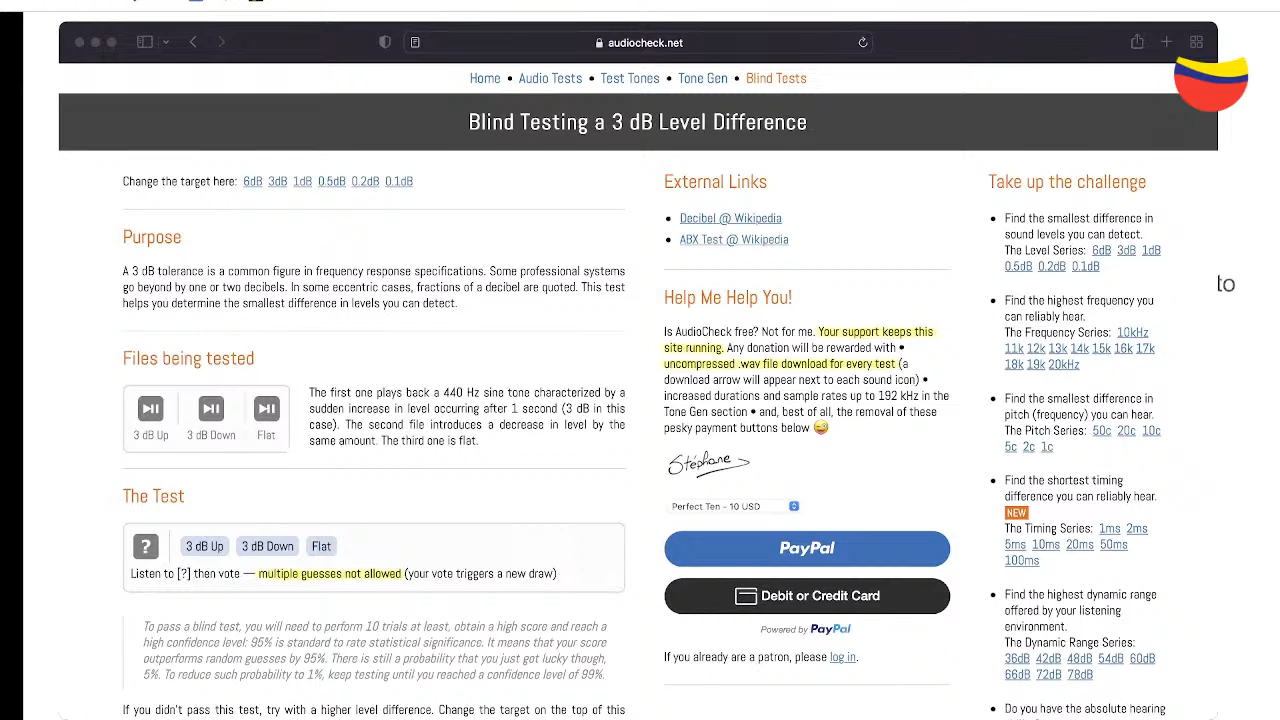 audiocheck.net
Home • Audio Tests • Test Tones • Tone Gen • Blind Tests
Blind Testing a 3 dB Level Difference
Change the target here: 6dB 3dB 1dB 0.5dB 0.2dB 0.1dB
Purpose
A 3 dB tolerance is a common figure in frequency response specifications. Some professional systems
go beyond by one or two decibels. In some eccentric cases, fractions of a decibel are quoted. This test
helps you determine the smallest difference in levels you can detect.
Files being tested
3 dB Up 3 dB Down Flat
The first one plays back a 440 Hz sine tone characterized by a
sudden increase in level occurring after 1 second (3 dB in this
case). The second file introduces a decrease in level by the
same amount. The third one is flat.
The Test
? 3 dB Up 3 dB Down Flat
Listen to [?] then vote — multiple guesses not allowed (your vote triggers a new draw)
To pass a blind test, you will need to perform 10 trials at least, obtain a high score and reach a
high confidence level: 95% is standard to rate statistical significance. It means that your score
outperforms random guesses by 95%. There is still a probability that you just got lucky though,
5%. To reduce such probability to 1%, keep testing until you reached a confidence level of 99%.
If you didn't pass this test, try with a higher level difference. Change the target on the top of this
External Links
• Decibel @ Wikipedia
• ABX Test @ Wikipedia
Help Me Help You!
Is AudioCheck free? Not for me. Your support keeps this
site running. Any donation will be rewarded with •
uncompressed .wav file download for every test (a
download arrow will appear next to each sound icon) •
increased durations and sample rates up to 192 kHz in the
Tone Gen section • and, best of all, the removal of these
pesky payment buttons below
Stéphane
Perfect Ten - 10 USD
PayPal
Debit or Credit Card
Powered by PayPal
If you already are a patron, please log in.
Take up the challenge
• Find the smallest difference in
sound levels you can detect.
The Level Series: 6dB 3dB 1dB
0.5dB 0.2dB 0.1dB
• Find the highest frequency you
can reliably hear.
The Frequency Series: 10kHz
11k 12k 13k 14k 15k 16k 17k
18k 19k 20kHz
• Find the smallest difference in
pitch (frequency) you can hear.
The Pitch Series: 50c 20c 10c
5c 2c 1c
• Find the shortest timing
difference you can reliably hear.
NEW
The Timing Series: 1ms 2ms
5ms 10ms 20ms 50ms
100ms
• Find the highest dynamic range
offered by your listening
environment.
The Dynamic Range Series:
36dB 42dB 48dB 54dB 60dB
66dB 72dB 78dB
• Do you have the absolute hearing
to